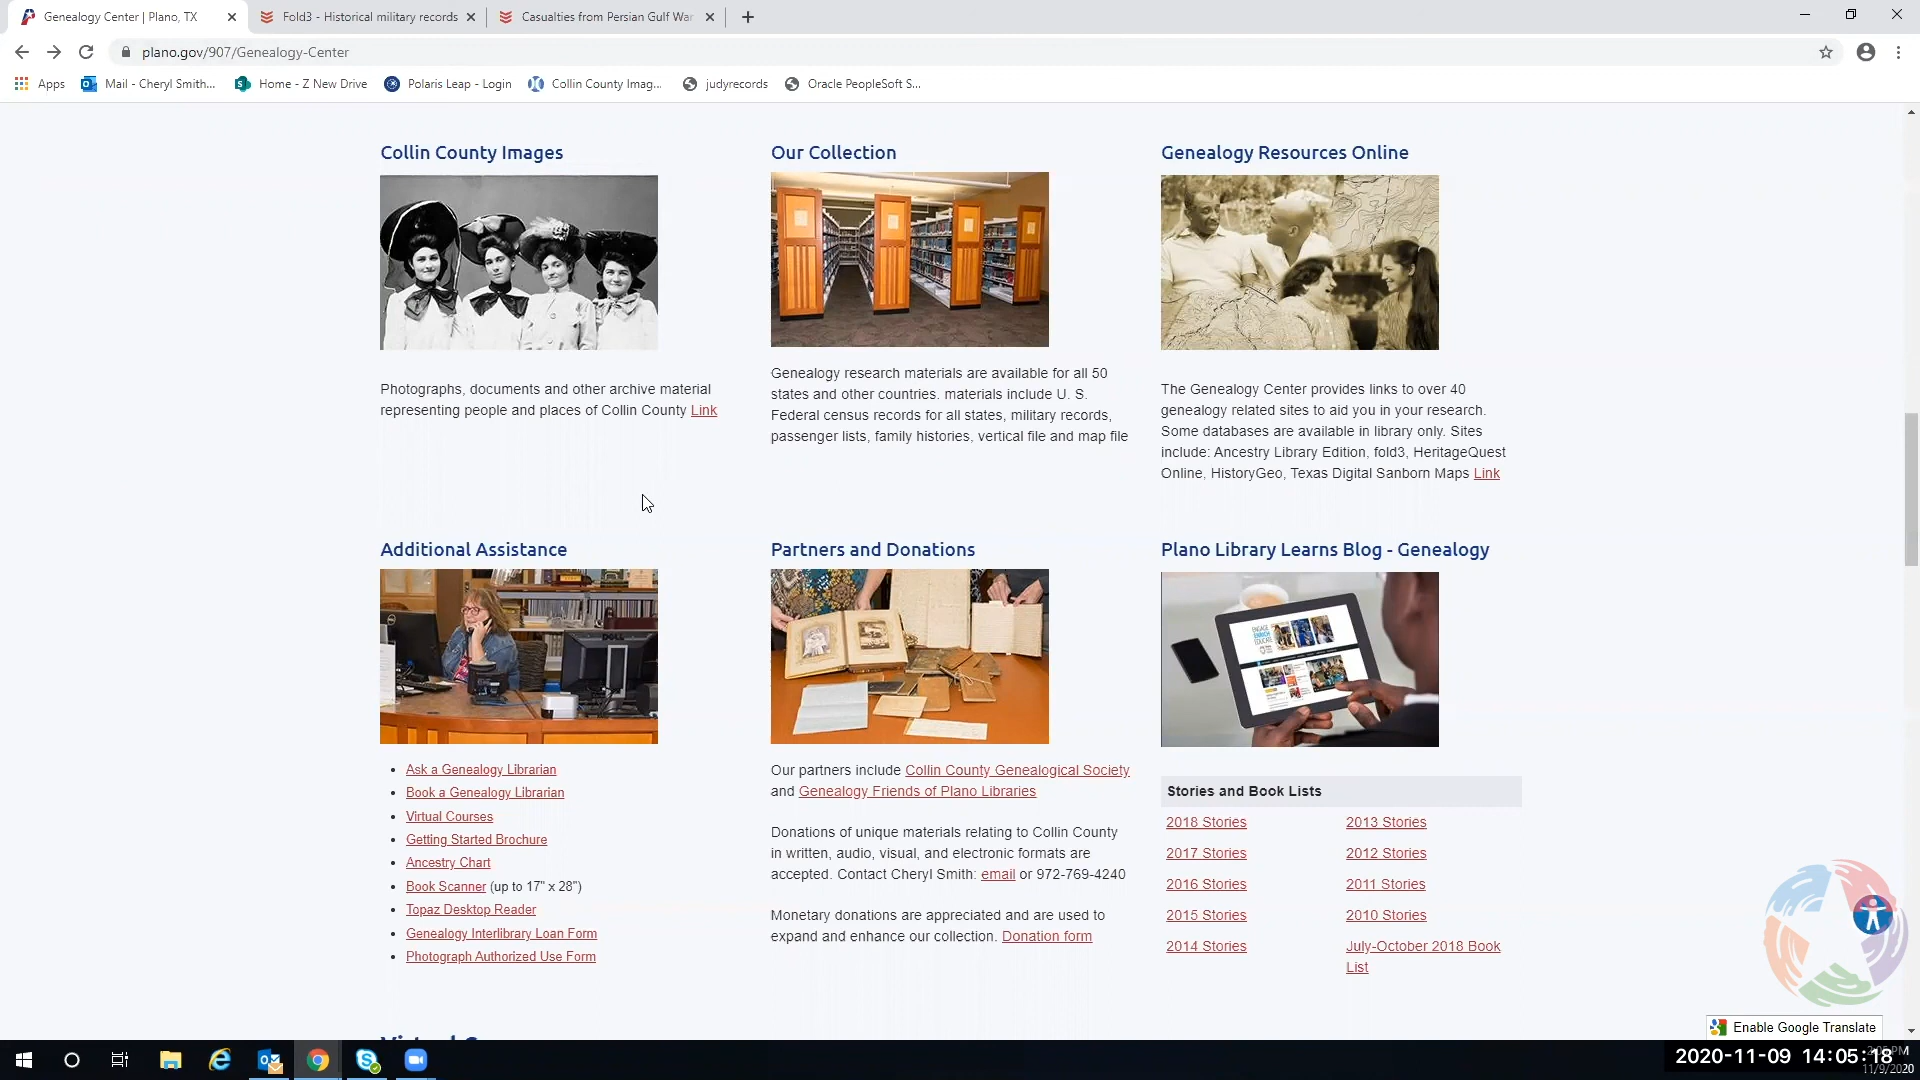 Genealogy Center | Plano, TX
Fold3 - Historical military records
Casualties from Persian Gulf War
plano.gov/907/Genealogy-Center
Apps
Mail - Cheryl Smith...
Home - Z New Drive
Polaris Leap - Login
Collin County Imag...
judyrecords
Oracle PeopleSoft S...
Collin County Images
Photographs, documents and other archive material
representing people and places of Collin County Link
Our Collection
Genealogy research materials are available for all 50
states and other countries. materials include U. S.
Federal census records for all states, military records,
passenger lists, family histories, vertical file and map file
Genealogy Resources Online
The Genealogy Center provides links to over 40
genealogy related sites to aid you in your research.
Some databases are available in library only. Sites
include: Ancestry Library Edition, fold3, HeritageQuest
Online, HistoryGeo, Texas Digital Sanborn Maps Link
Additional Assistance
DELL
Ask a Genealogy Librarian
Book a Genealogy Librarian
Virtual Courses
Getting Started Brochure
Ancestry Chart
Book Scanner (up to 17" x 28")
Topaz Desktop Reader
Genealogy Interlibrary Loan Form
Photograph Authorized Use Form
Partners and Donations
Our partners include Collin County Genealogical Society
and Genealogy Friends of Plano Libraries
Donations of unique materials relating to Collin County
in written, audio, visual, and electronic formats are
accepted. Contact Cheryl Smith: email or 972-769-4240
Monetary donations are appreciated and are used to
expand and enhance our collection. Donation form
Plano Library Learns Blog - Genealogy
ENGAGE
ENRICH
EDUCATE
Stories and Book Lists
2018 Stories
2013 Stories
2017 Stories
2012 Stories
2016 Stories
2011 Stories
2015 Stories
2010 Stories
2014 Stories
July-October 2018 Book
List
Enable Google Translate
2020-11-09 14:05:18
11/9/2020